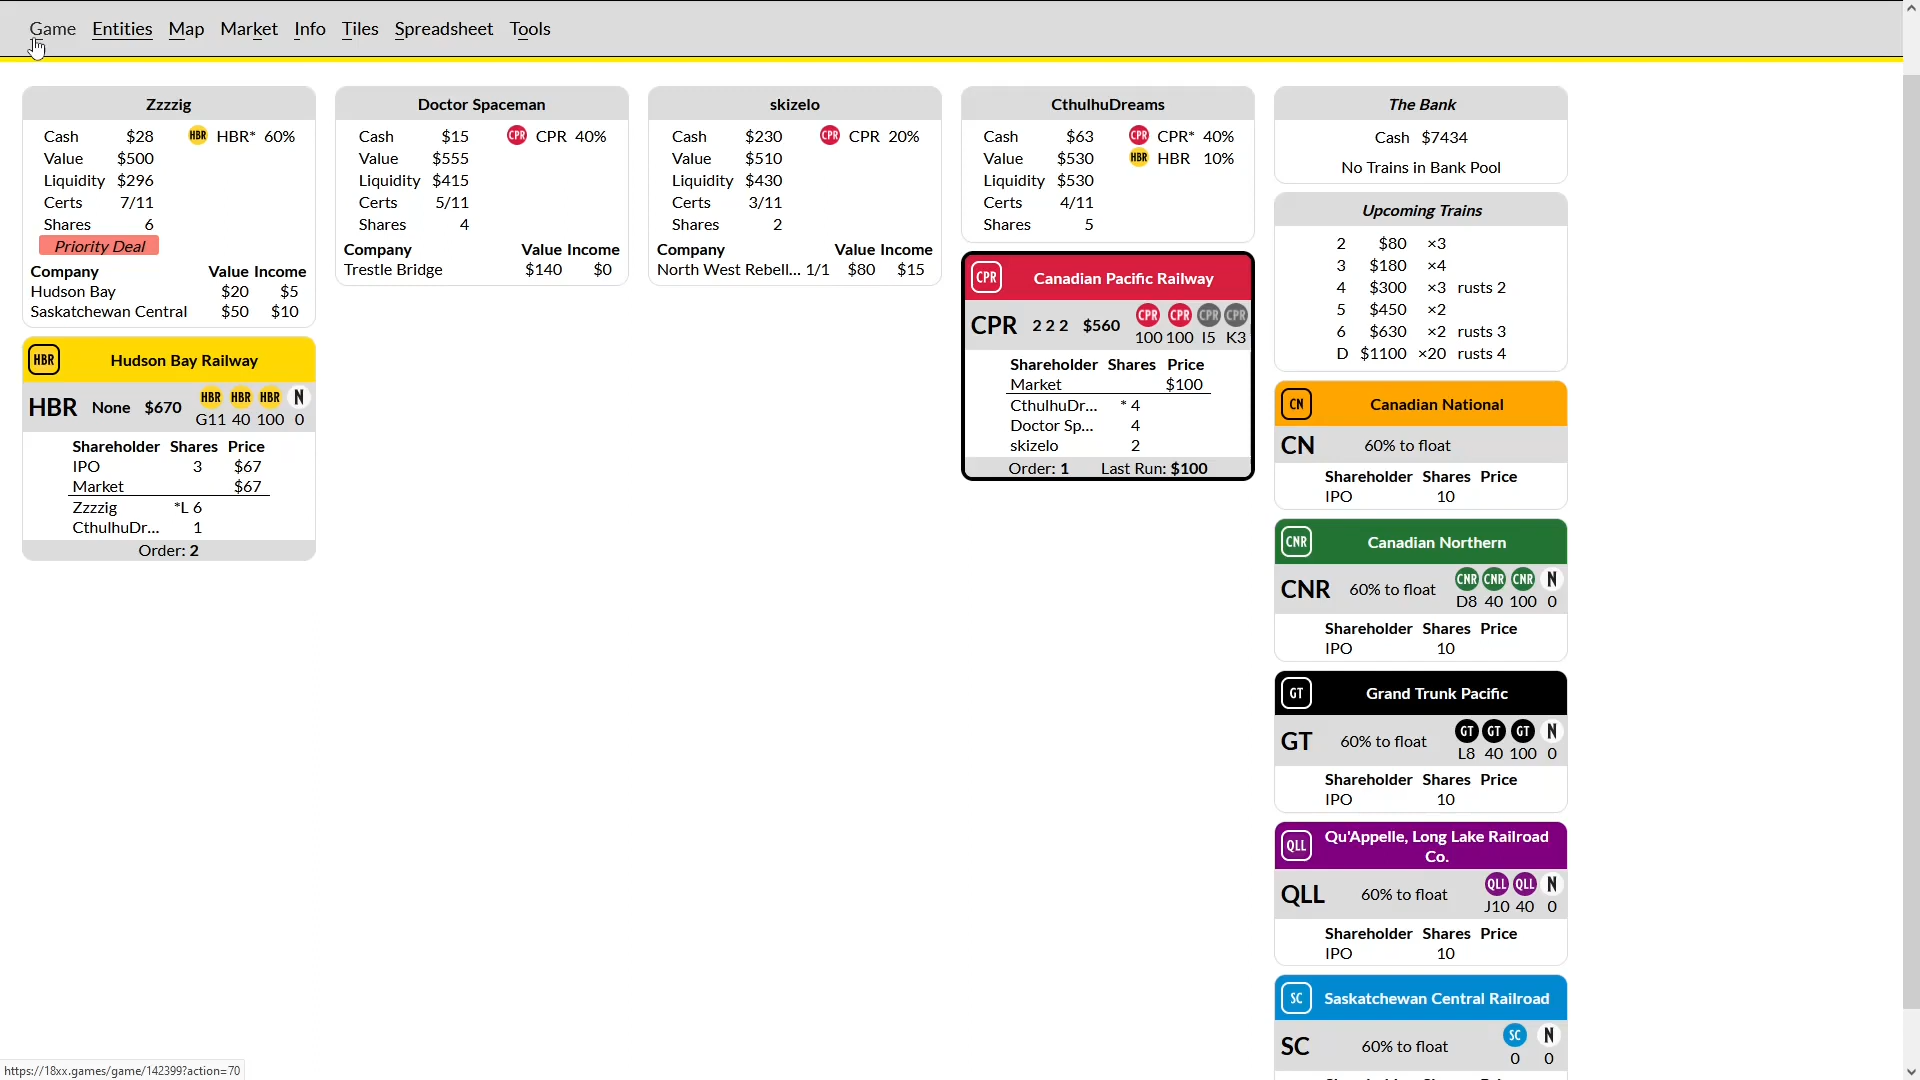 Game Entities Map Market Info Tiles Spreadsheet Tools
Zzzzig
Cash $28 HBR HBR* 60%
Value $500
Liquidity $296
Certs 7/11
Shares 6
Priority Deal
Company Value Income
Hudson Bay $20 $5
Saskatchewan Central $50 $10
HBR Hudson Bay Railway
HBR None $670 HBR HBR HBR N
G11 40 100 0
Shareholder Shares Price
IPO 3 $67
Market $67
Zzzzig *L 6
CthulhuDr... 1
Order: 2
Doctor Spaceman
Cash $15 CPR CPR 40%
Value $555
Liquidity $415
Certs 5/11
Shares 4
Company Value Income
Trestle Bridge $140 $0
skizelo
Cash $230 CPR CPR 20%
Value $510
Liquidity $430
Certs 3/11
Shares 2
Company Value Income
North West Rebell... 1/1 $80 $15
CthulhuDreams
Cash $63 CPR CPR* 40%
Value $530 HBR HBR 10%
Liquidity $530
Certs 4/11
Shares 5
CPR Canadian Pacific Railway
CPR 2 2 2 $560 CPR CPR CPR CPR
100 100 I5 K3
Shareholder Shares Price
Market $100
CthulhuDr... * 4
Doctor Sp... 4
skizelo 2
Order: 1 Last Run: $100
The Bank
Cash $7434
No Trains in Bank Pool
Upcoming Trains
2 $80 ×3
3 $180 ×4
4 $300 ×3 rusts 2
5 $450 ×2
6 $630 ×2 rusts 3
D $1100 ×20 rusts 4
CN Canadian National
CN 60% to float
Shareholder Shares Price
IPO 10
CNR Canadian Northern
CNR 60% to float CNR CNR CNR N
D8 40 100 0
Shareholder Shares Price
IPO 10
GT Grand Trunk Pacific
GT 60% to float GT GT GT N
L8 40 100 0
Shareholder Shares Price
IPO 10
QLL Qu'Appelle, Long Lake Railroad
Co.
QLL 60% to float QLL QLL N
J10 40 0
Shareholder Shares Price
IPO 10
SC Saskatchewan Central Railroad
SC 60% to float SC N
0 0
https://18xx.games/game/142399?action=70